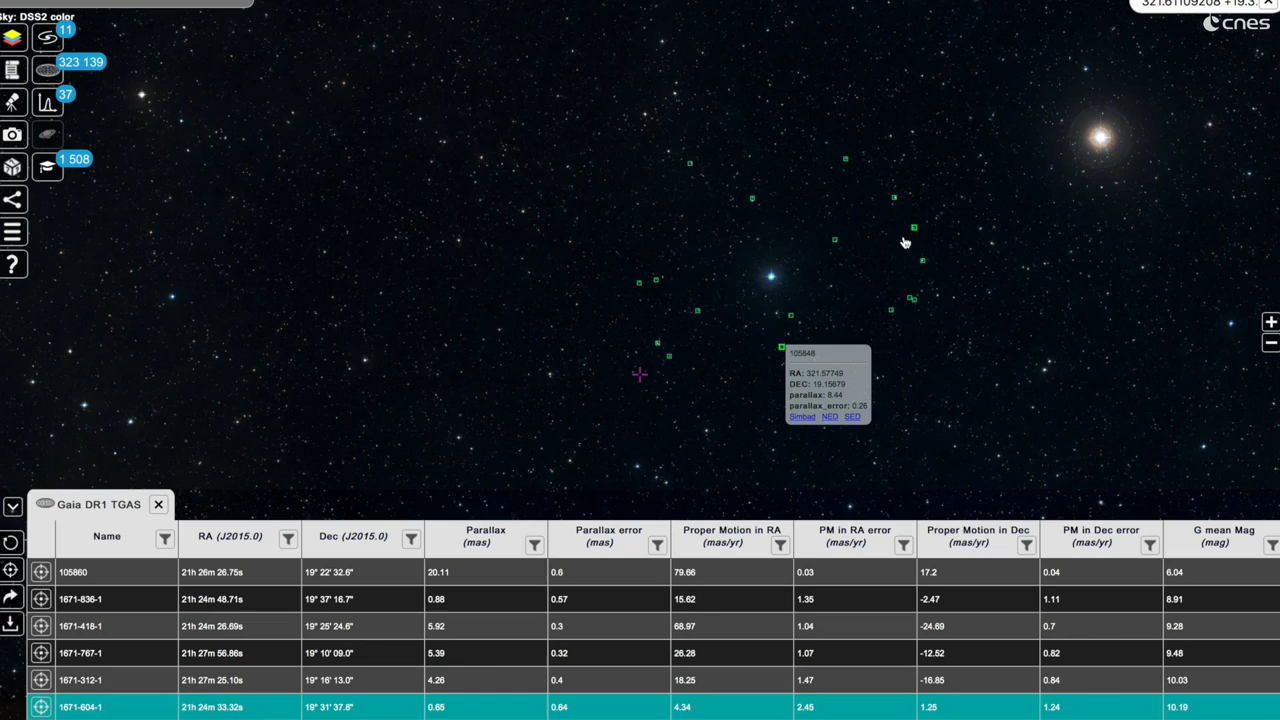 321.61109208 +19.3
Sky: DSS2 color
cnes
11
323 139
37
1 508
?
105848
RA: 321.57749
DEC: 19.15679
parallax: 8.44
parallax_error: 0.26
Simbad NED SED
Gaia DR1 TGAS
Name RA (J2015.0) Dec (J2015.0) Parallax (mas) Parallax error (mas) Proper Motion in RA (mas/yr) PM in RA error (mas/yr) Proper Motion in Dec (mas/yr) PM in Dec error (mas/yr) G mean Mag (mag)
105860 21h 26m 26.75s 19° 22' 32.6" 20.11 0.6 79.66 0.03 17.2 0.04 6.04
1671-836-1 21h 24m 48.71s 19° 37' 16.7" 0.88 0.57 15.62 1.35 -2.47 1.11 8.91
1671-418-1 21h 24m 26.69s 19° 25' 24.6" 5.92 0.3 68.97 1.04 -24.69 0.7 9.28
1671-767-1 21h 27m 56.86s 19° 10' 09.0" 5.39 0.32 26.28 1.07 -12.52 0.82 9.48
1671-312-1 21h 27m 25.10s 19° 16' 13.0" 4.26 0.4 18.25 1.47 -16.85 0.84 10.03
1671-604-1 21h 24m 33.32s 19° 31' 37.8" 0.65 0.64 4.34 2.45 1.25 1.24 10.19